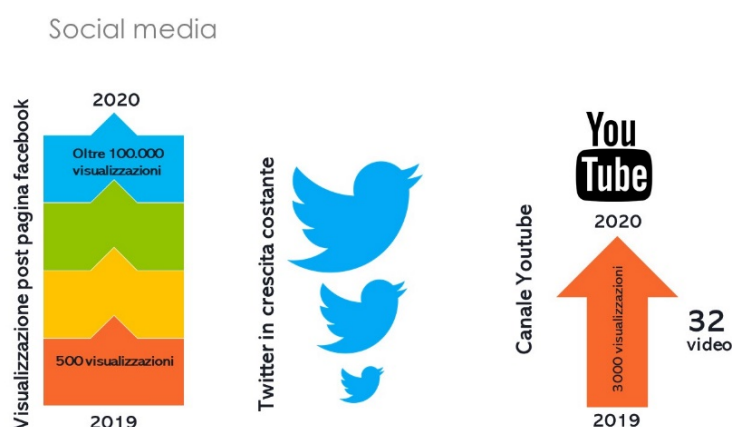 Social media
Visualizzazione post pagina facebook
2020
Oltre 100.000
visualizzazioni
500 visualizzazioni
2019
Twitter in crescita costante
You
Tube
Canale Youtube
2020
3000 visualizzazioni
32
video
2019